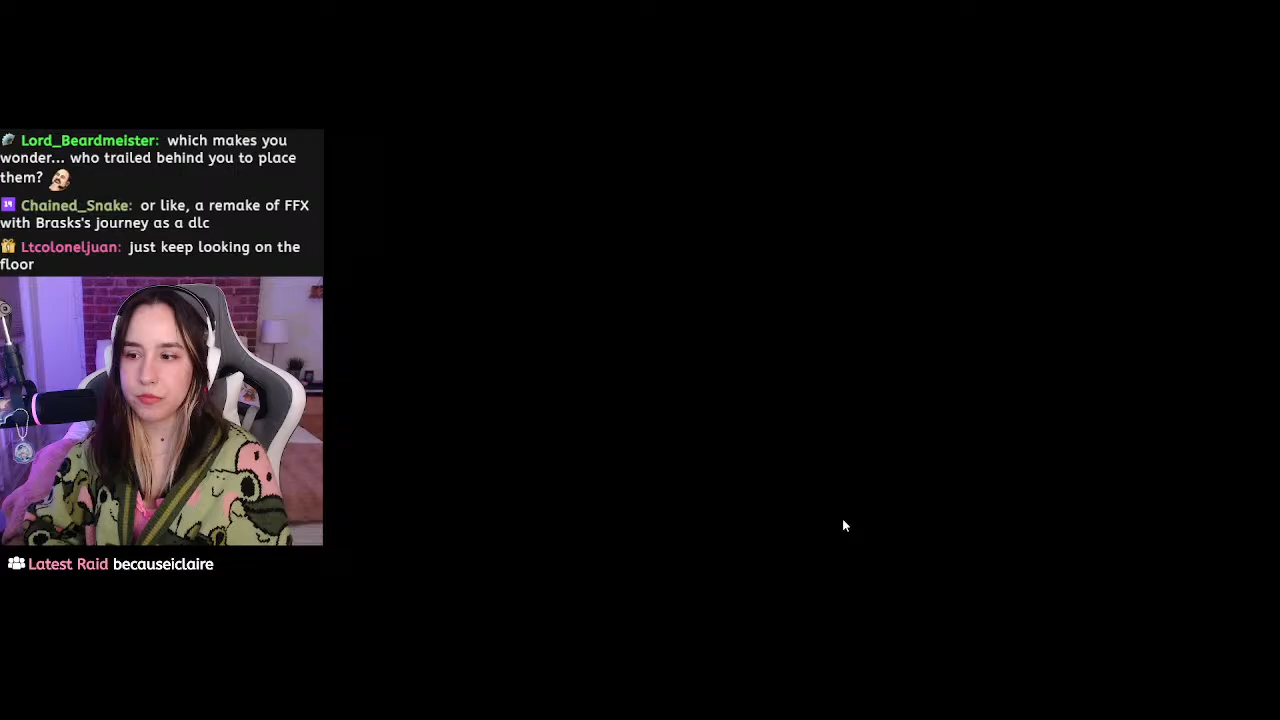 Lord_Beardmeister: which makes you
wonder... who trailed behind you to place
them?
Chained_Snake: or like, a remake of FFX
with Brasks's journey as a dlc
Ltcoloneljuan: just keep looking on the
floor
Latest Raid becauseiclaire